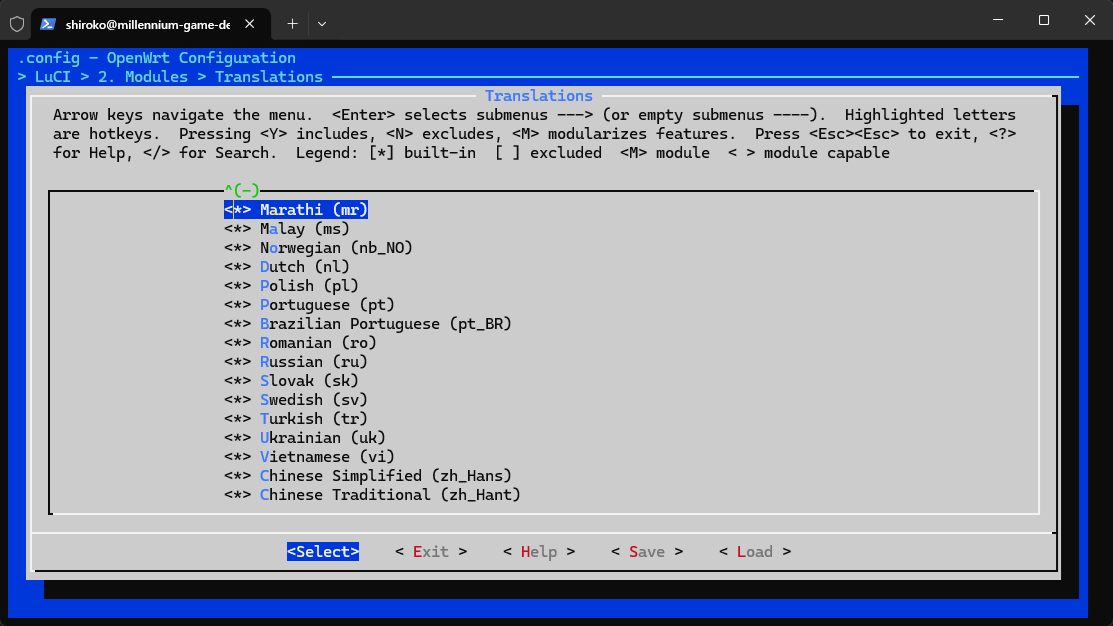 shiroko@millennium-game-de
.config - OpenWrt Configuration
> LuCI > 2. Modules > Translations
Translations
Arrow keys navigate the menu.  <Enter> selects submenus ---> (or empty submenus ----).  Highlighted letters
are hotkeys.  Pressing <Y> includes, <N> excludes, <M> modularizes features.  Press <Esc><Esc> to exit, <?>
for Help, </> for Search.  Legend: [*] built-in  [ ] excluded  <M> module  < > module capable
^(-)
<*> Marathi (mr)
<*> Malay (ms)
<*> Norwegian (nb_NO)
<*> Dutch (nl)
<*> Polish (pl)
<*> Portuguese (pt)
<*> Brazilian Portuguese (pt_BR)
<*> Romanian (ro)
<*> Russian (ru)
<*> Slovak (sk)
<*> Swedish (sv)
<*> Turkish (tr)
<*> Ukrainian (uk)
<*> Vietnamese (vi)
<*> Chinese Simplified (zh_Hans)
<*> Chinese Traditional (zh_Hant)
<Select>    < Exit >    < Help >    < Save >    < Load >